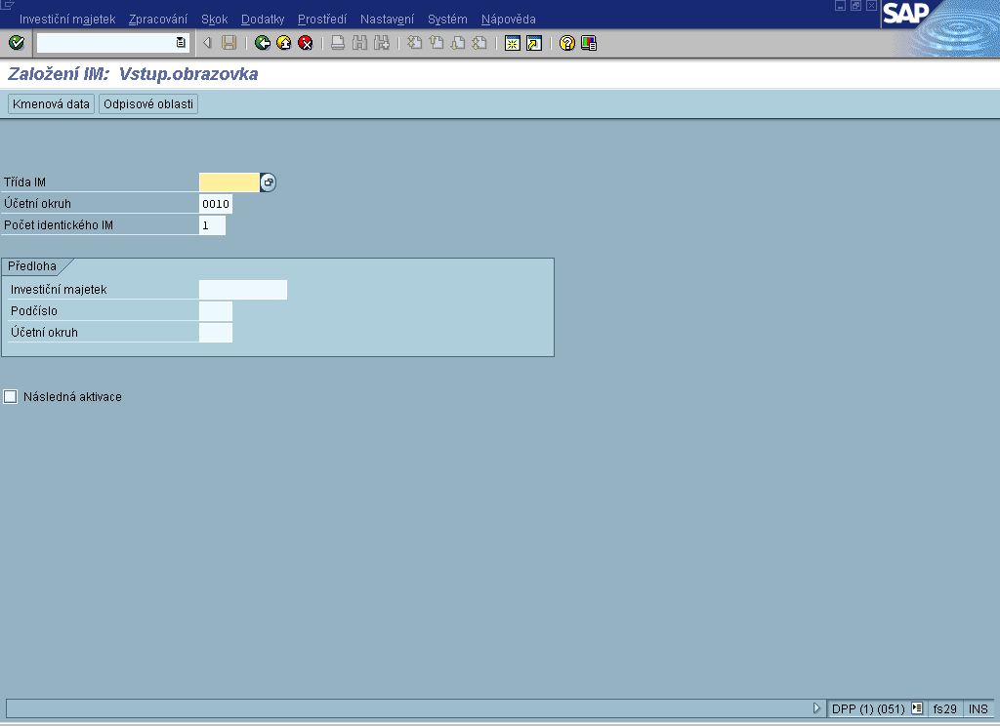 Investiční majetek Zpracování Skok Dodatky Prostředí Nastavení Systém Nápověda
SAP
Založení IM: Vstup.obrazovka
Kmenová data Odpisové oblasti
Třída IM
Účetní okruh 0010
Počet identického IM 1
Předloha
Investiční majetek
Podčíslo
Účetní okruh
Následná aktivace
DPP (1) (051) fs29 INS